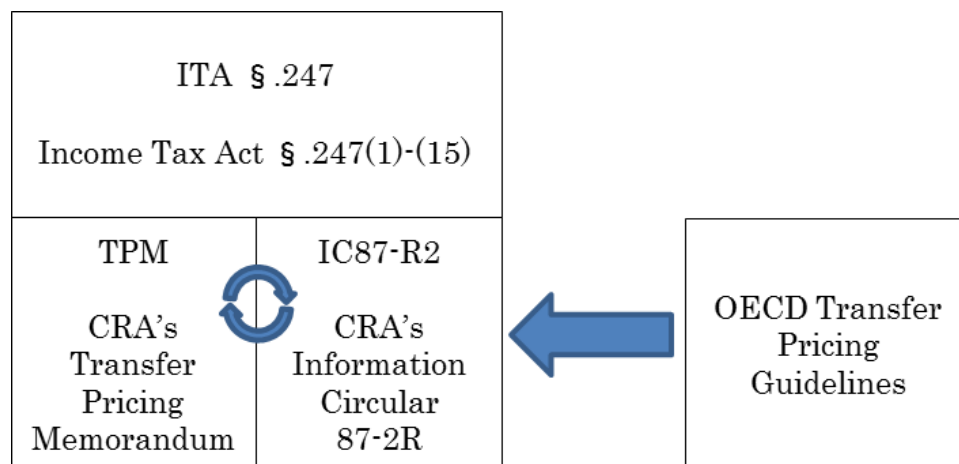 ITA §.247
Income Tax Act §.247(1)-(15)
TPM
CRA’s
Transfer
Pricing
Memorandum
IC87-R2
CRA’s
Information
Circular
87-2R
OECD Transfer
Pricing
Guidelines